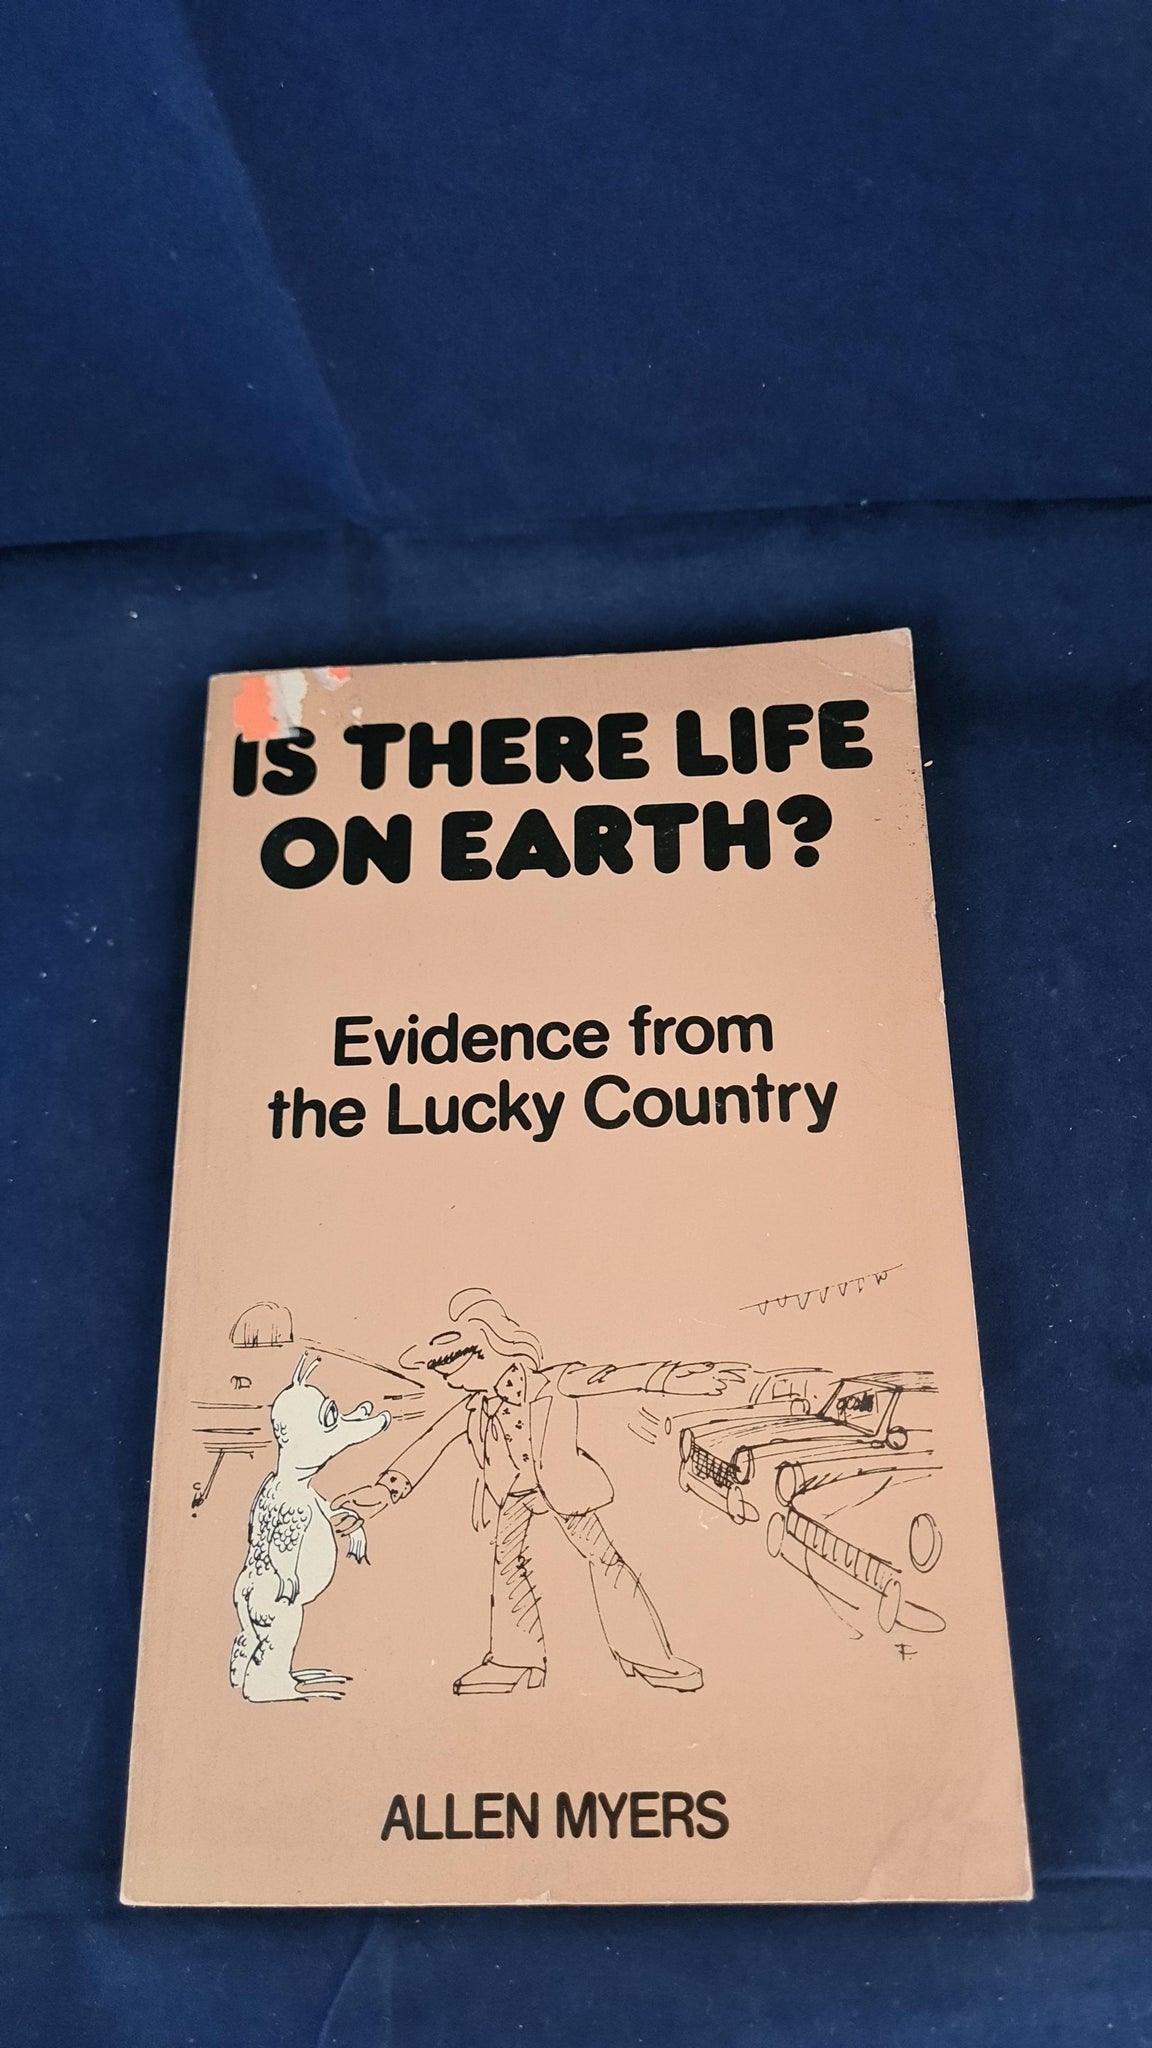 IS THERE LIFE
ON EARTH?
Evidence from
the Lucky Country
ALLEN MYERS